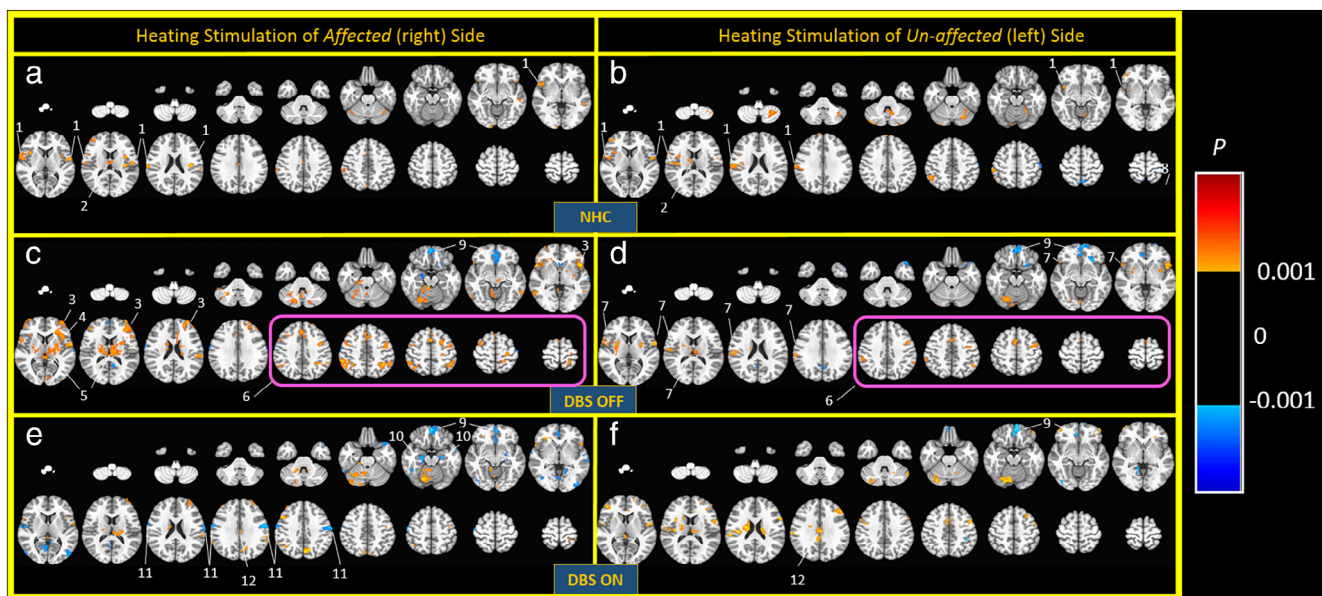 Heating Stimulation of Affected (right) Side
Heating Stimulation of Un-affected (left) Side
a
1
1 1 1 1
2
b
1 1
1 1 1 1
8
2
NHC
c
9 3
3 4 3 3
5 6
d
9 7 7
7 7 7 7
7 6
DBS OFF
e
10 9 10
11 11 12 11 11
f
9
12
DBS ON
P
0.001
0
-0.001